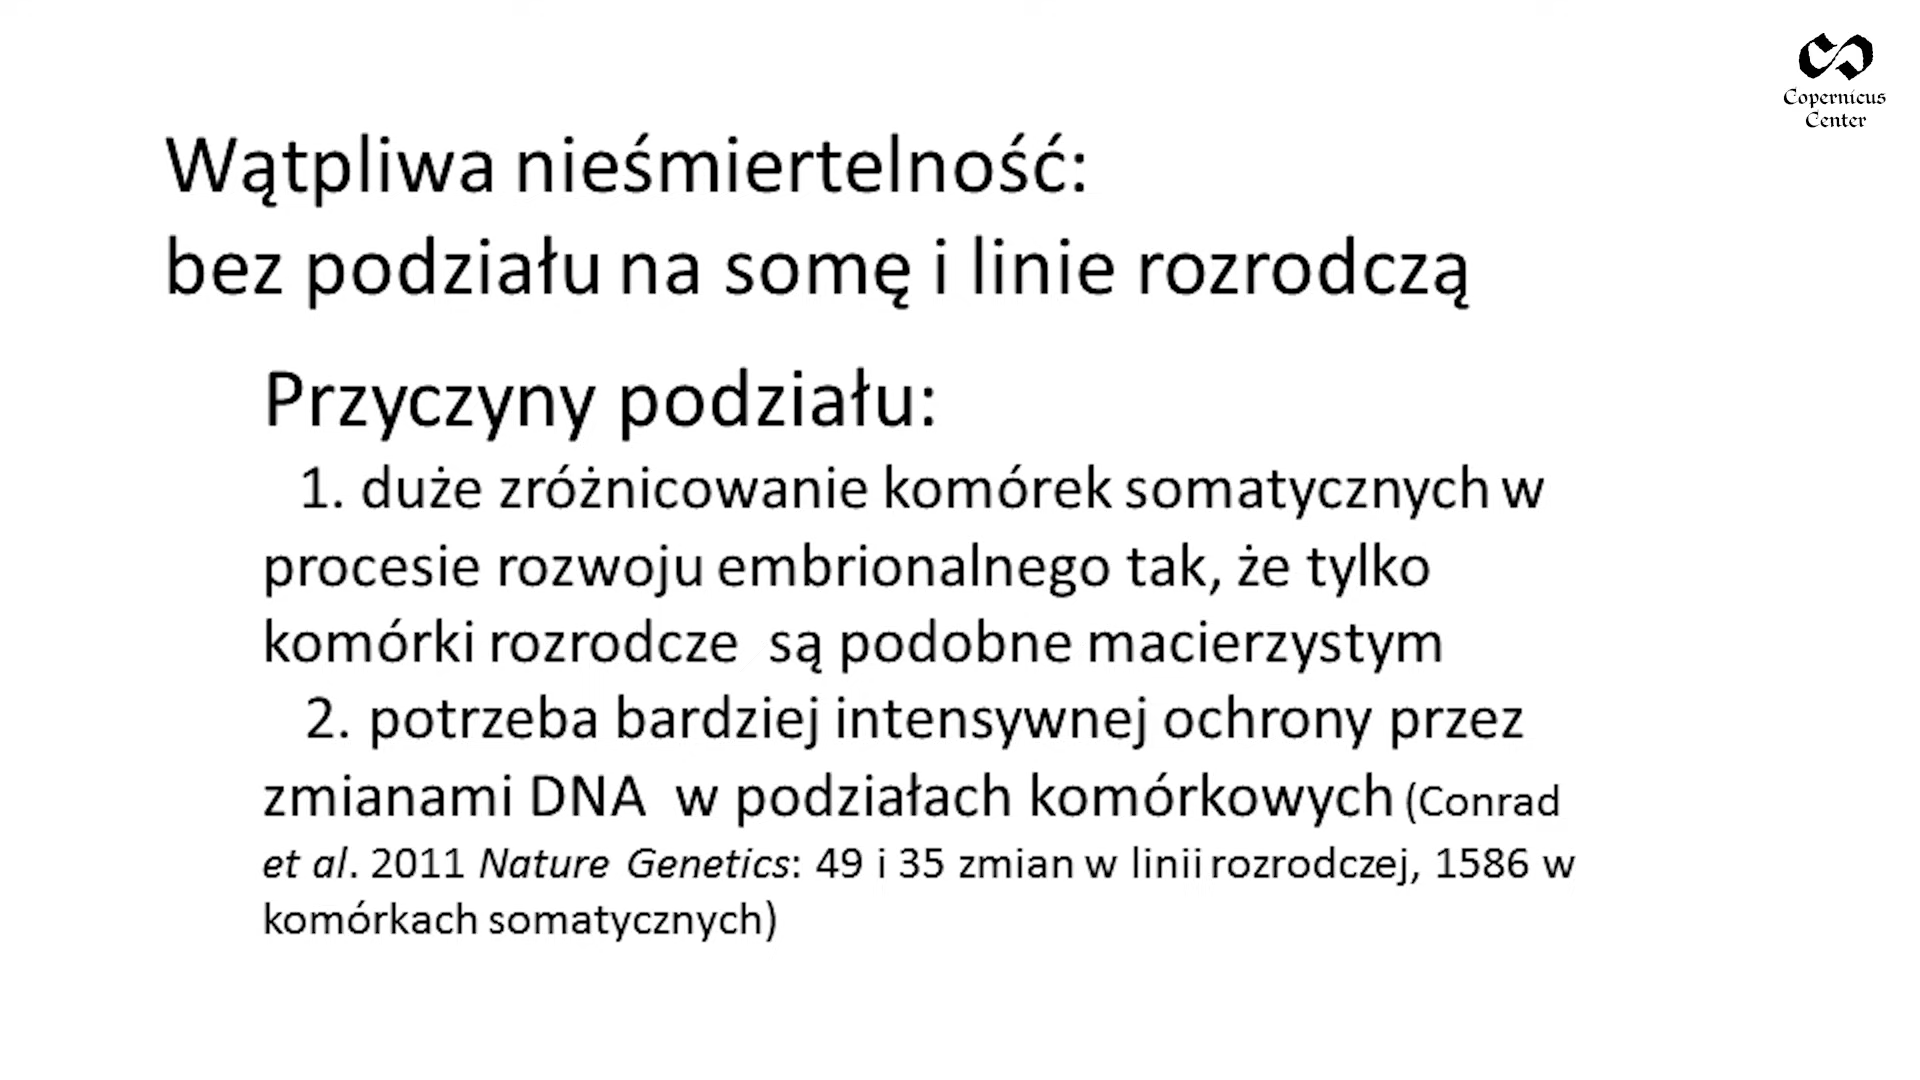 Copernicus
Center
Wątpliwa nieśmiertelność:
bez podziału na somę i linie rozrodczą
Przyczyny podziału:
1. duże zróżnicowanie komórek somatycznych w
procesie rozwoju embrionalnego tak, że tylko
komórki rozrodcze są podobne macierzystym
2. potrzeba bardziej intensywnej ochrony przez
zmianami DNA w podziałach komórkowych (Conrad
et al. 2011 Nature Genetics: 49 i 35 zmian w linii rozrodczej, 1586 w
komórkach somatycznych)